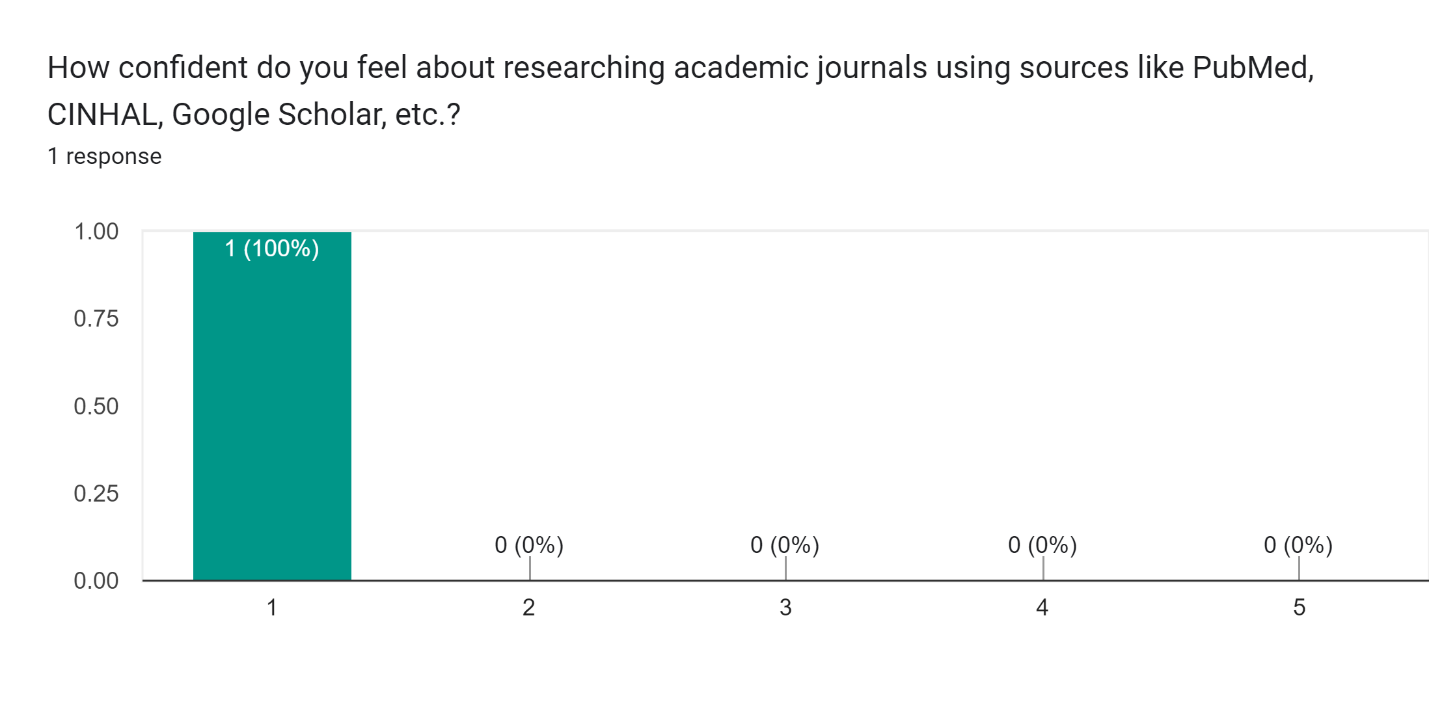 How confident do you feel about researching academic journals using sources like PubMed,
CINHAL, Google Scholar, etc.?
1 response
1.00
1 (100%)
0.75
0.50
0.25
0 (0%) 0 (0%) 0 (0%) 0 (0%)
0.00
1 2 3 4 5